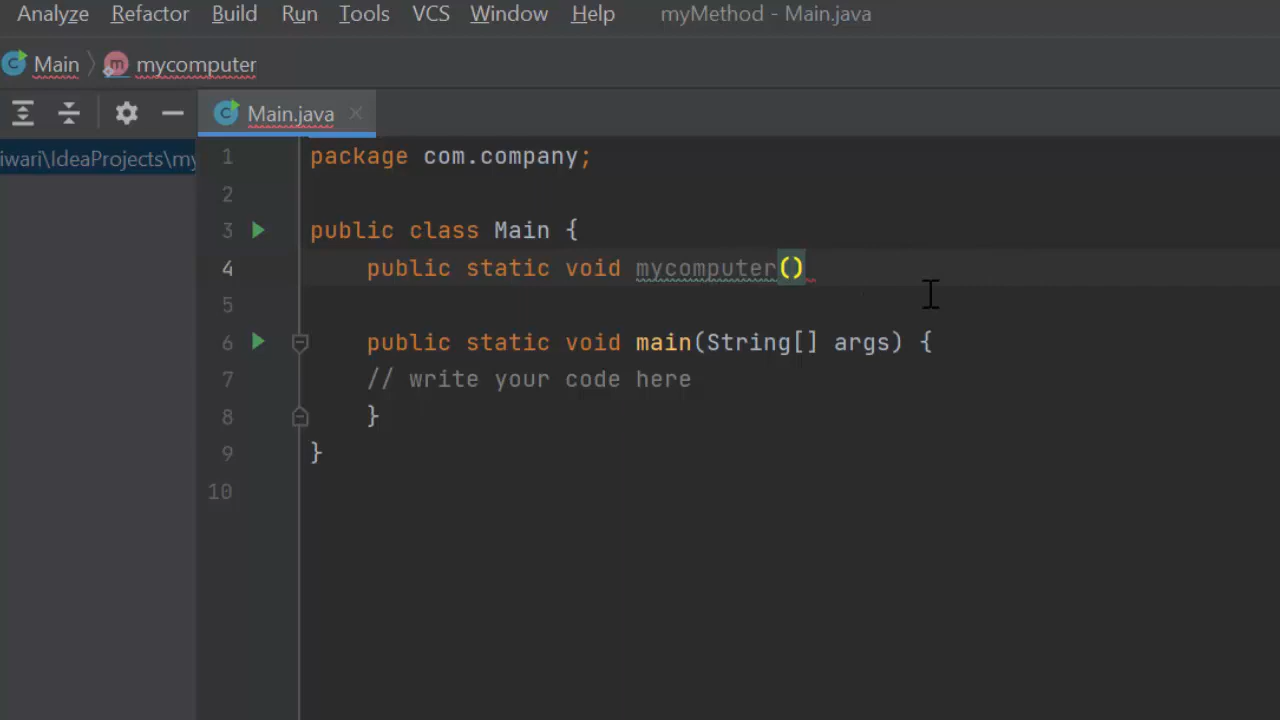 Analyze Refactor Build Run Tools VCS Window Help myMethod - Main.java
C Main m mycomputer
C Main.java
iwari\IdeaProjects\my
1 package com.company;
2
3 public class Main {
4 public static void mycomputer()
5
6 public static void main(String[] args) {
7 // write your code here
8 }
9 }
10